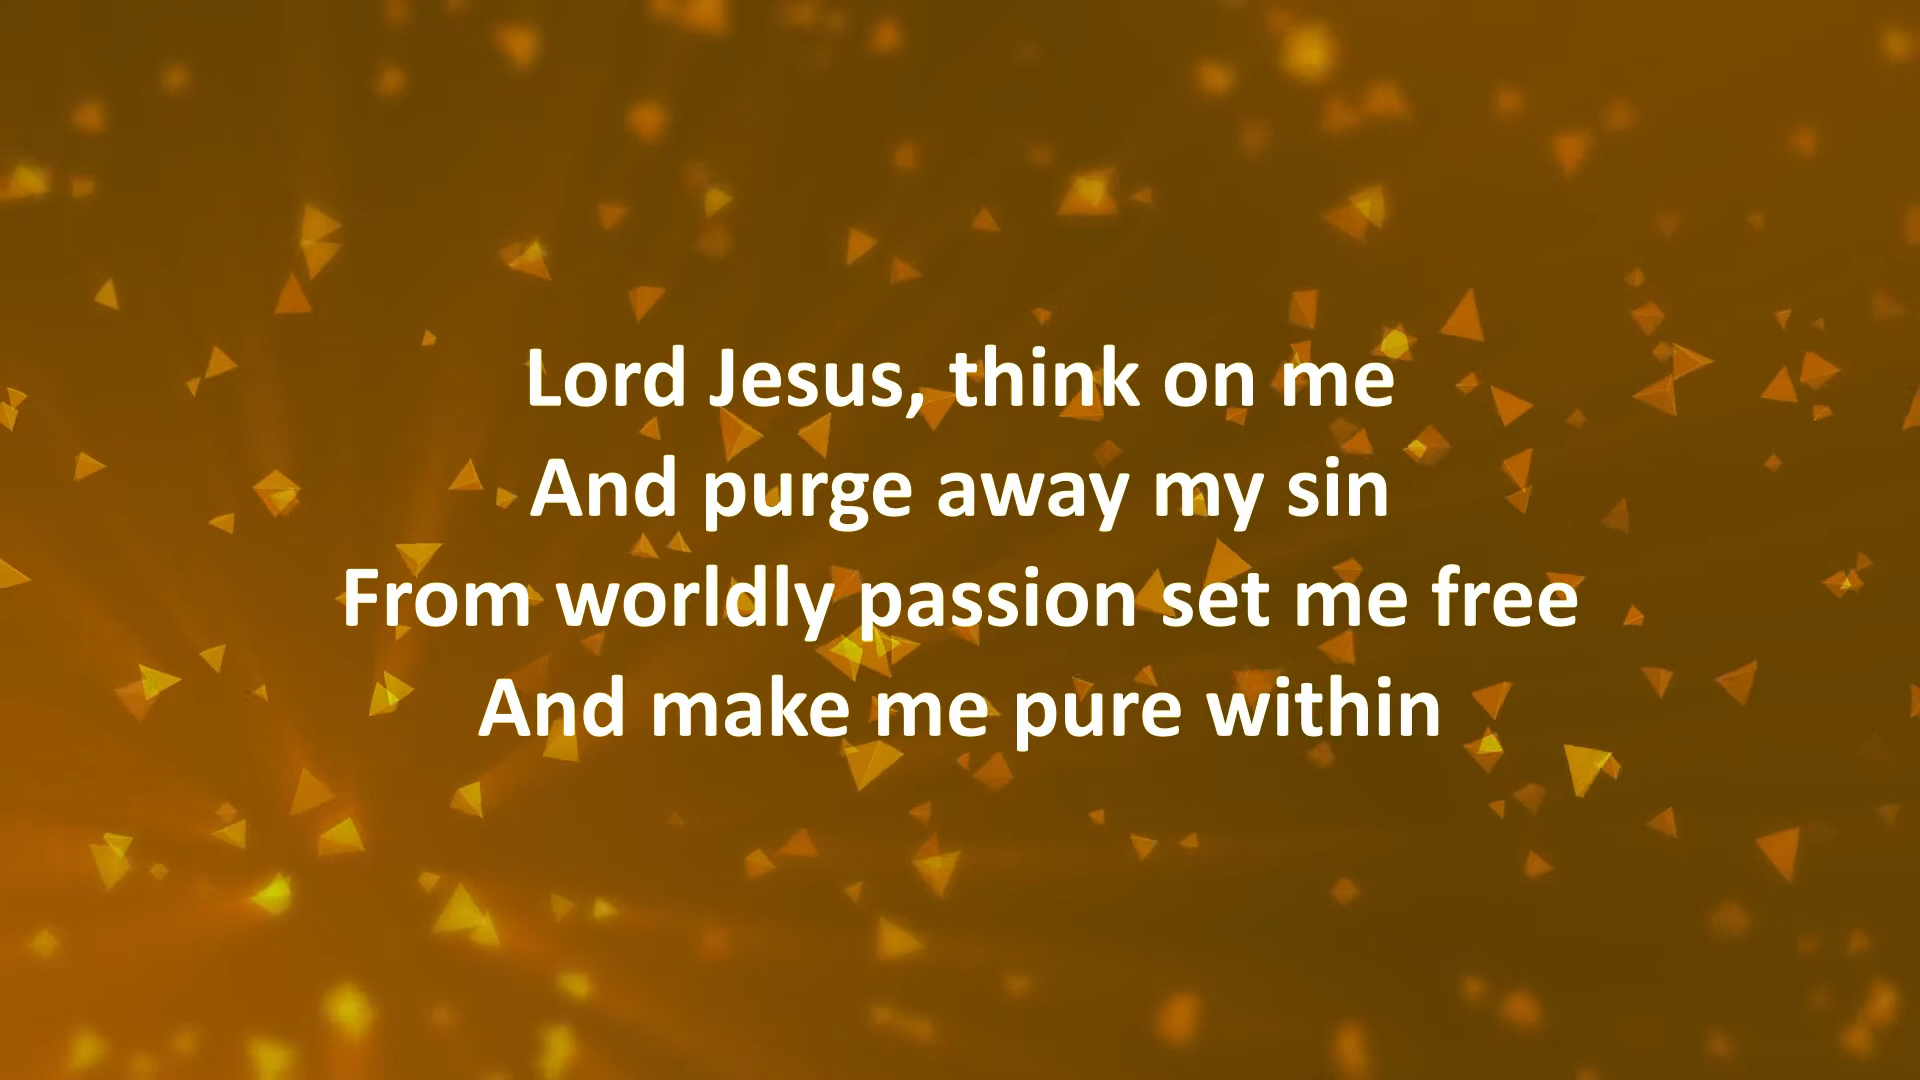 Lord Jesus, think on me
And purge away my sin
From worldly passion set me free
And make me pure within